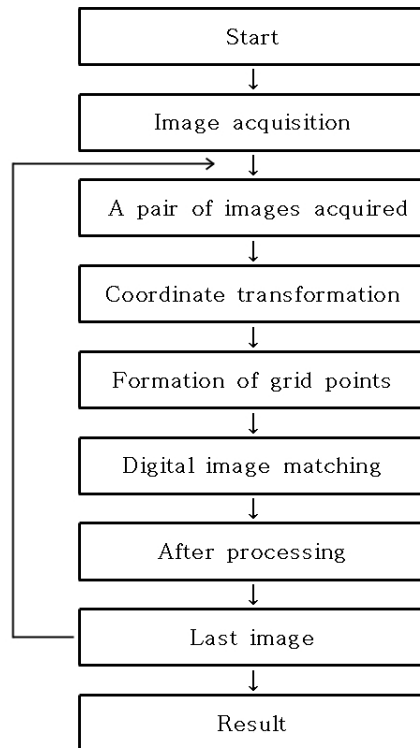 Start
Image acquisition
A pair of images acquired
Coordinate transformation
Formation of grid points
Digital image matching
After processing
Last image
Result